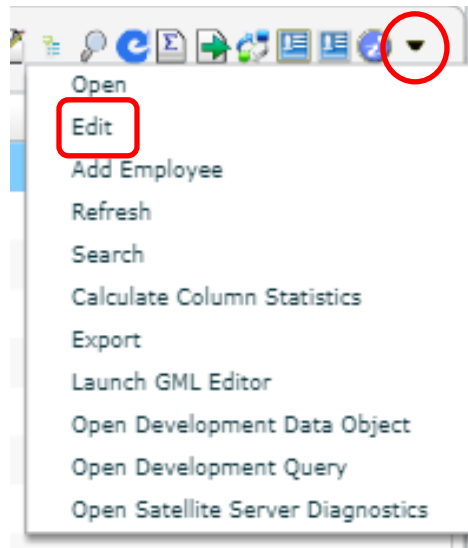 Open
Edit
Add Employee
Refresh
Search
Calculate Column Statistics
Export
Launch GML Editor
Open Development Data Object
Open Development Query
Open Satellite Server Diagnostics